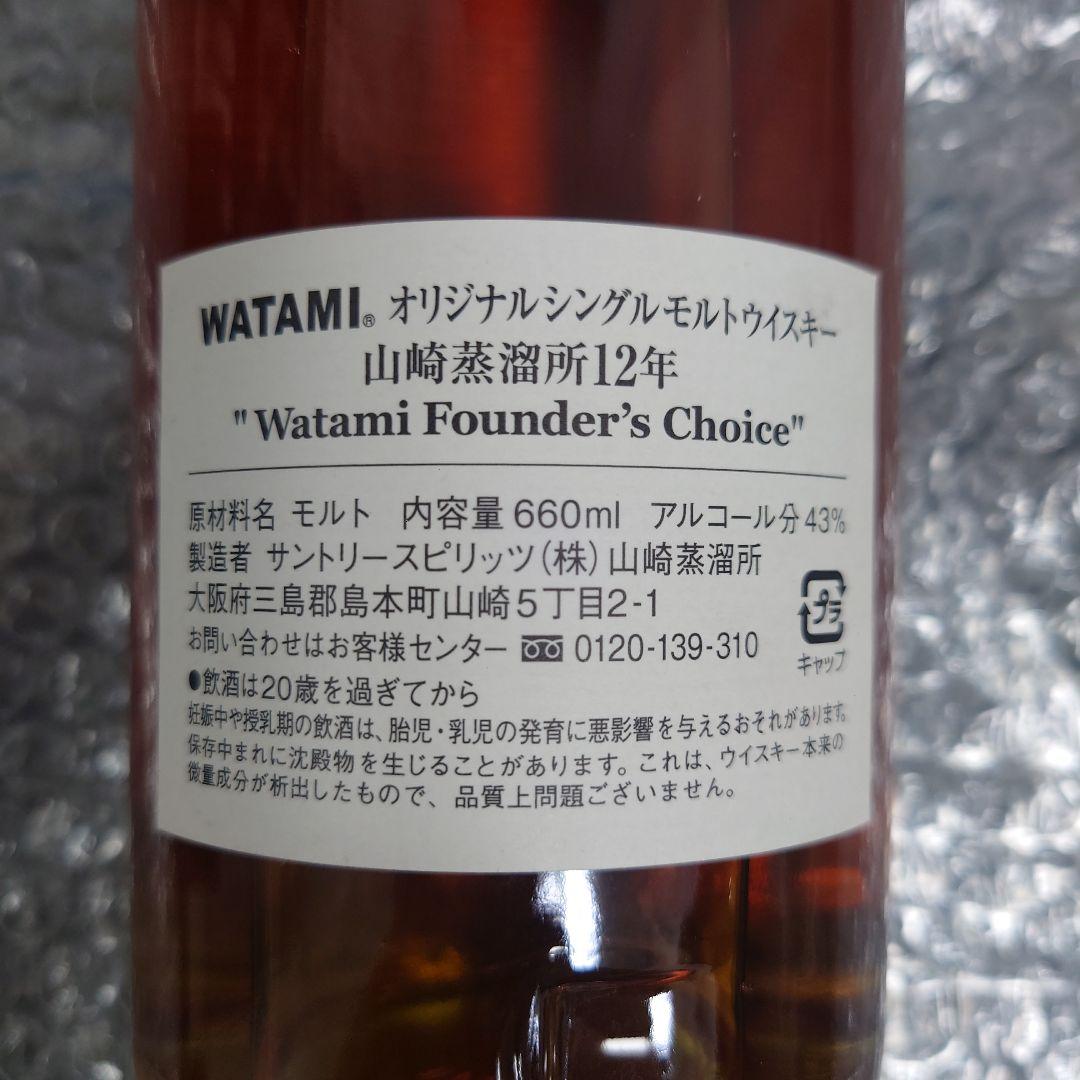 WATAMI® オリジナルシングルモルトウイスキー
山崎蒸溜所12年
"Watami Founder's Choice"
原材料名 モルト 内容量 660ml アルコール分 43%
製造者 サントリースピリッツ(株)山崎蒸溜所
大阪府三島郡島本町山崎5丁目2-1
お問い合わせはお客様センター 0120-139-310
プラ
キャップ
●飲酒は20歳を過ぎてから
妊娠中や授乳期の飲酒は、胎児・乳児の発育に悪影響を与えるおそれがあります。
保存中まれに沈殿物を生じることがあります。これは、ウイスキー本来の
微量成分が析出したもので、品質上問題ございません。